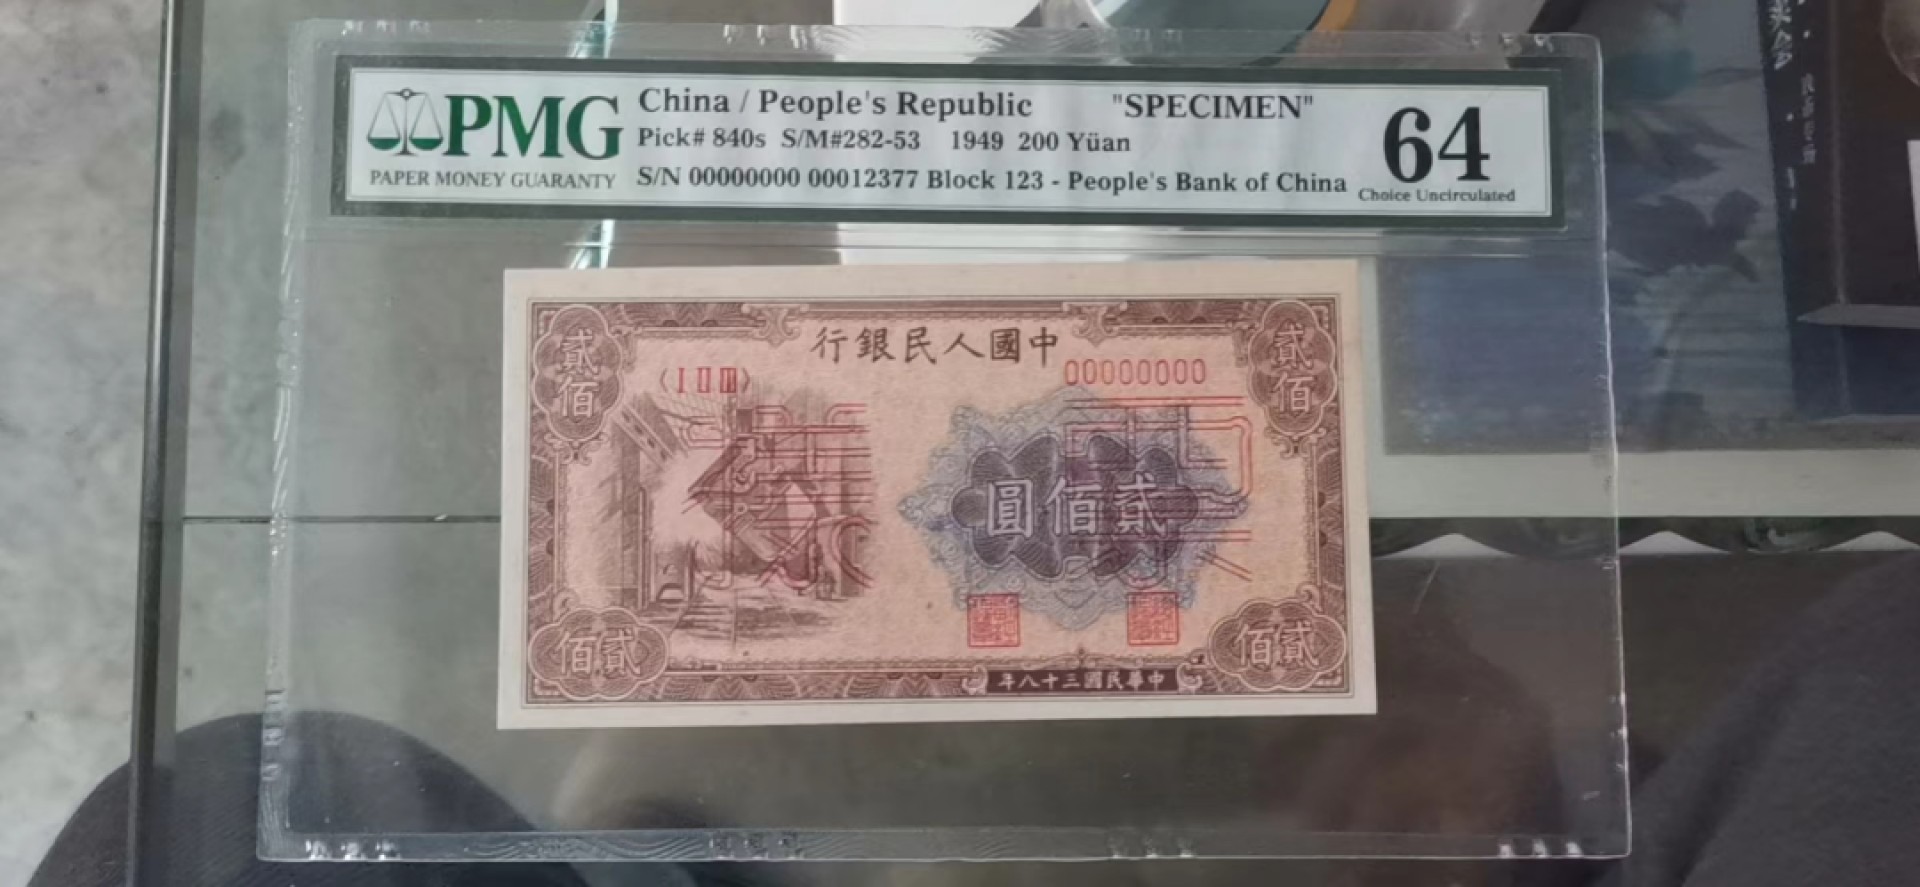 China / People's Republic "SPECIMEN"
PMG
Pick# 840s S/M#282-53 1949 200 Yüan
64
PAPER MONEY GUARANTY
S/N 00000000 00012377 Block 123 - People's Bank of China
Choice Uncirculated
行銀民人國中
貳佰
貳佰
(I II III)
00000000
票樣
圓佰貳
佰貳
佰貳
年八十三國民華中